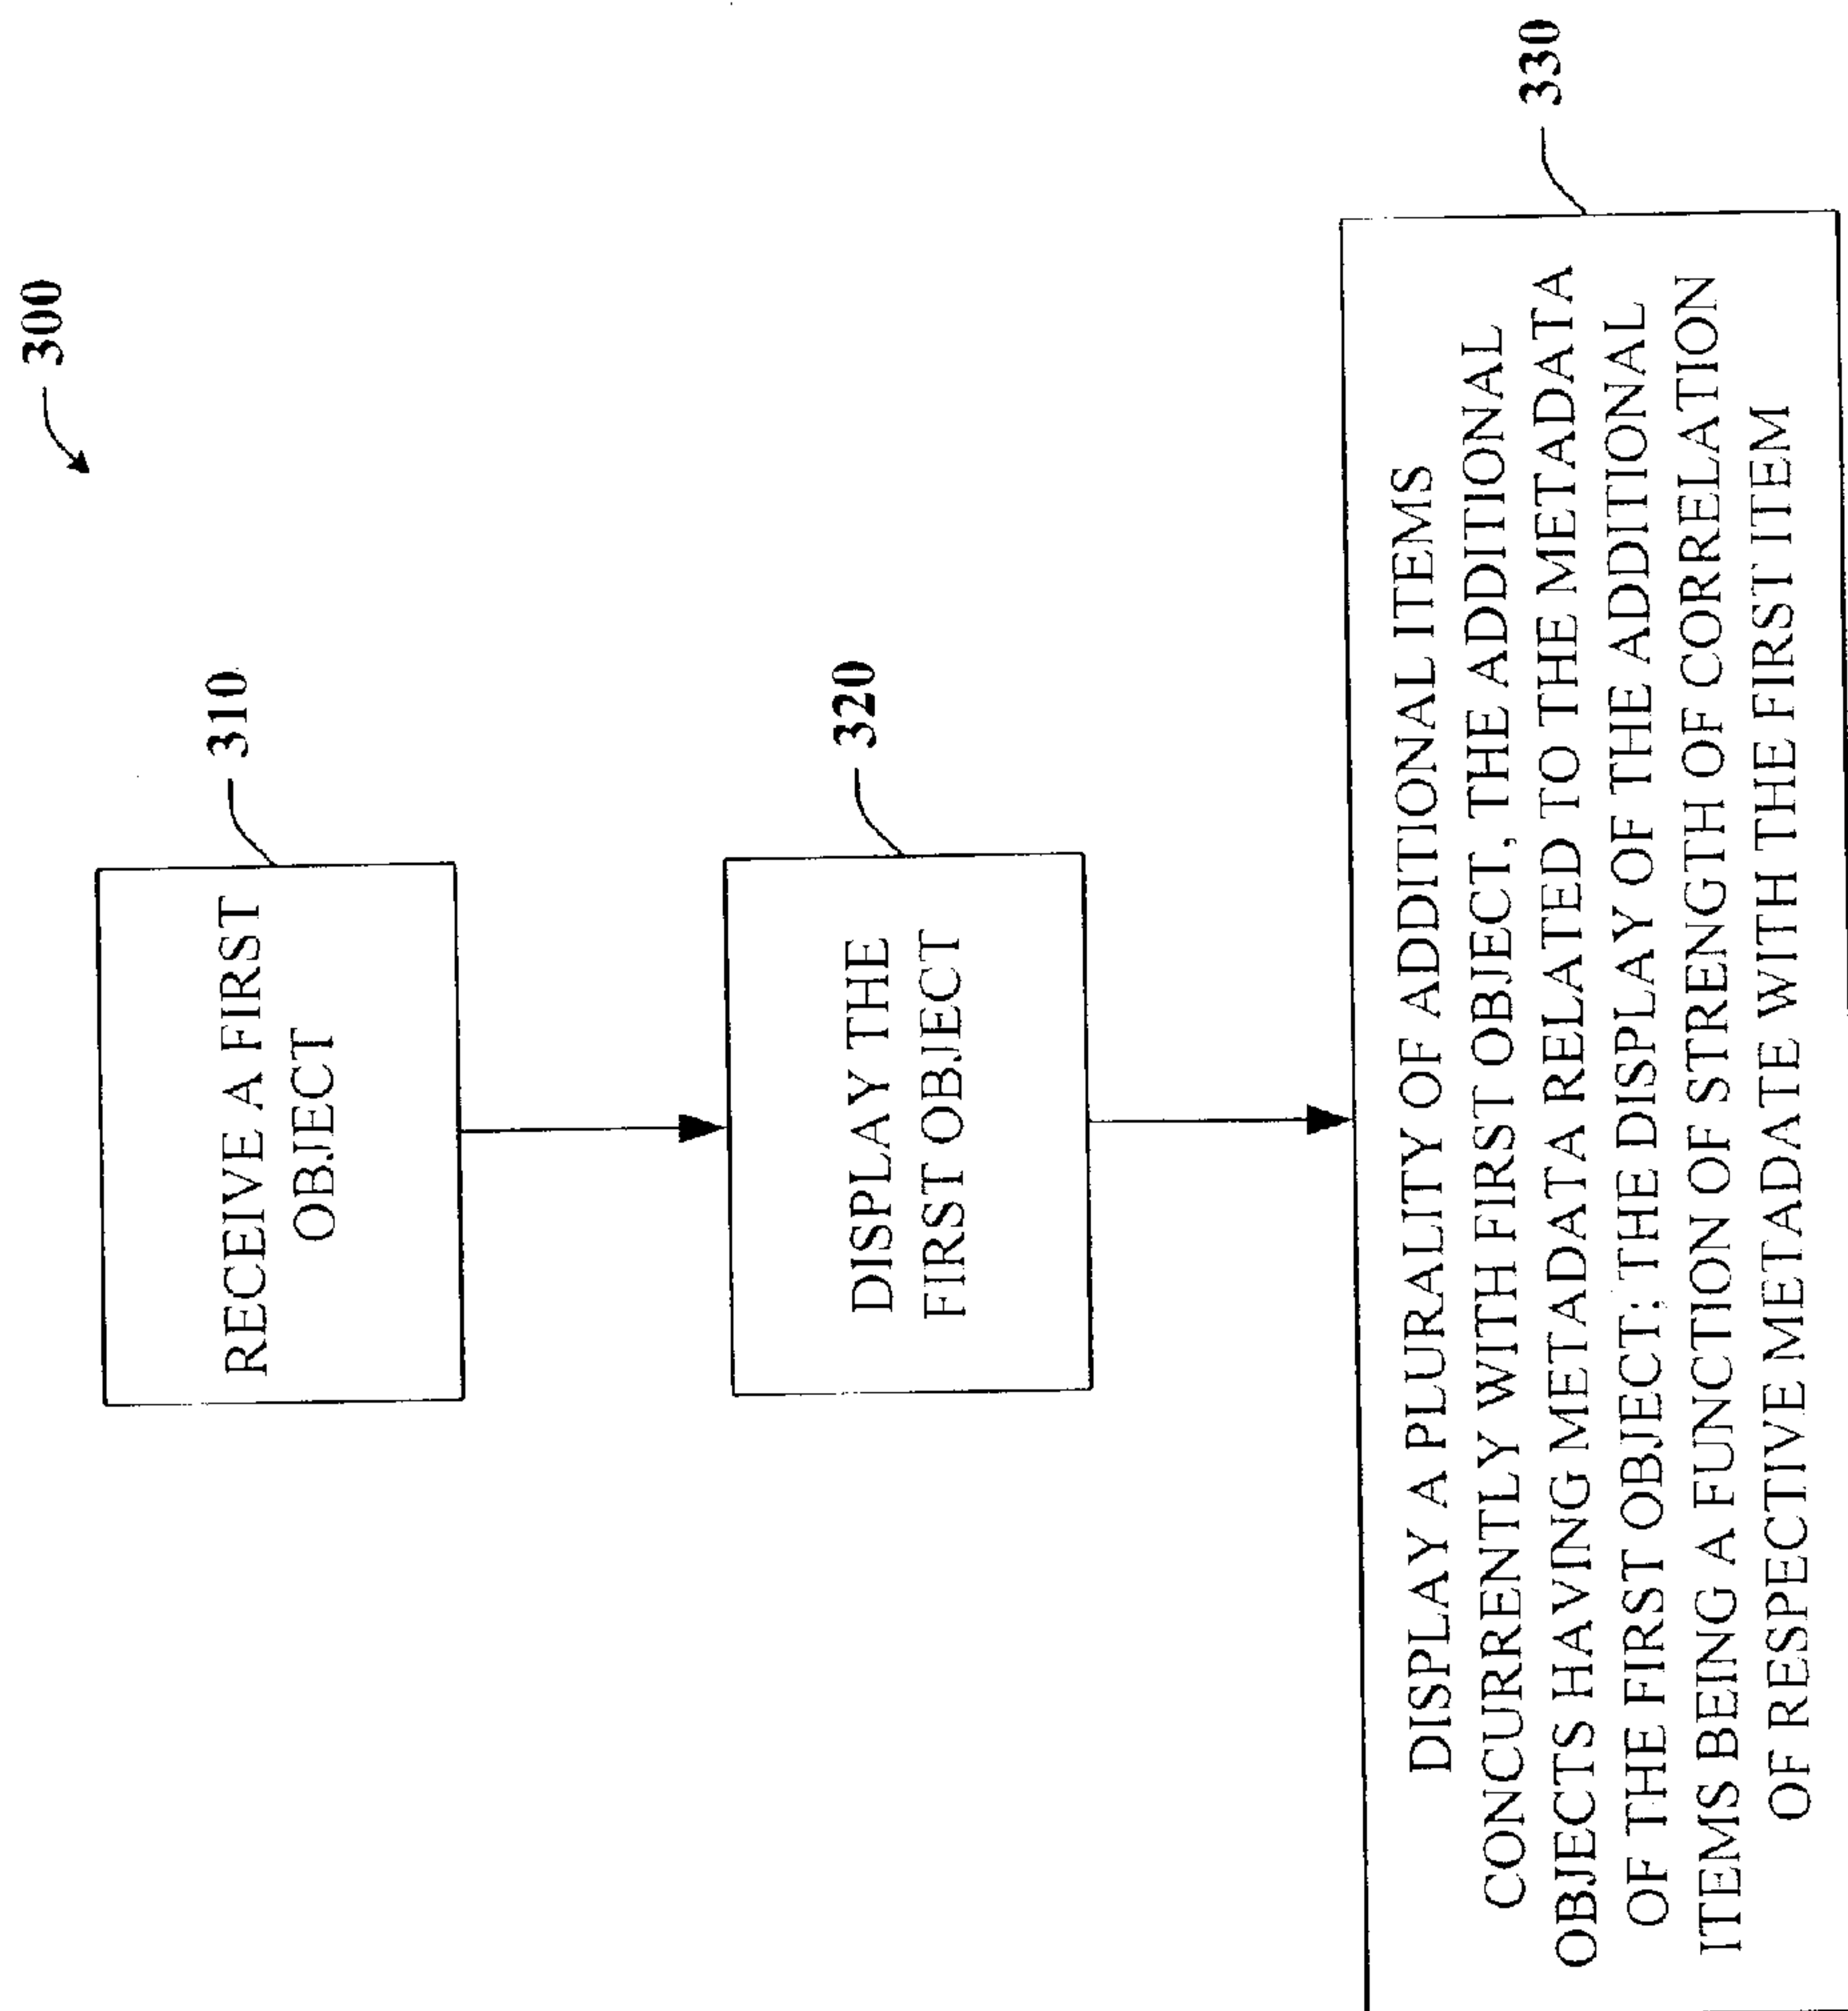 300
310
RECEIVE A FIRST
OBJECT
320
DISPLAY THE
FIRST OBJECT
330
DISPLAY A PLURALITY OF ADDITIONAL ITEMS
CONCURRENTLY WITH FIRST OBJECT, THE ADDITIONAL
OBJECTS HAVING METADATA RELATED TO THE METADATA
OF THE FIRST OBJECT; THE DISPLAY OF THE ADDITIONAL
ITEMS BEING A FUNCTION OF STRENGTH OF CORRELATION
OF RESPECTIVE METADATE WITH THE FIRST ITEM